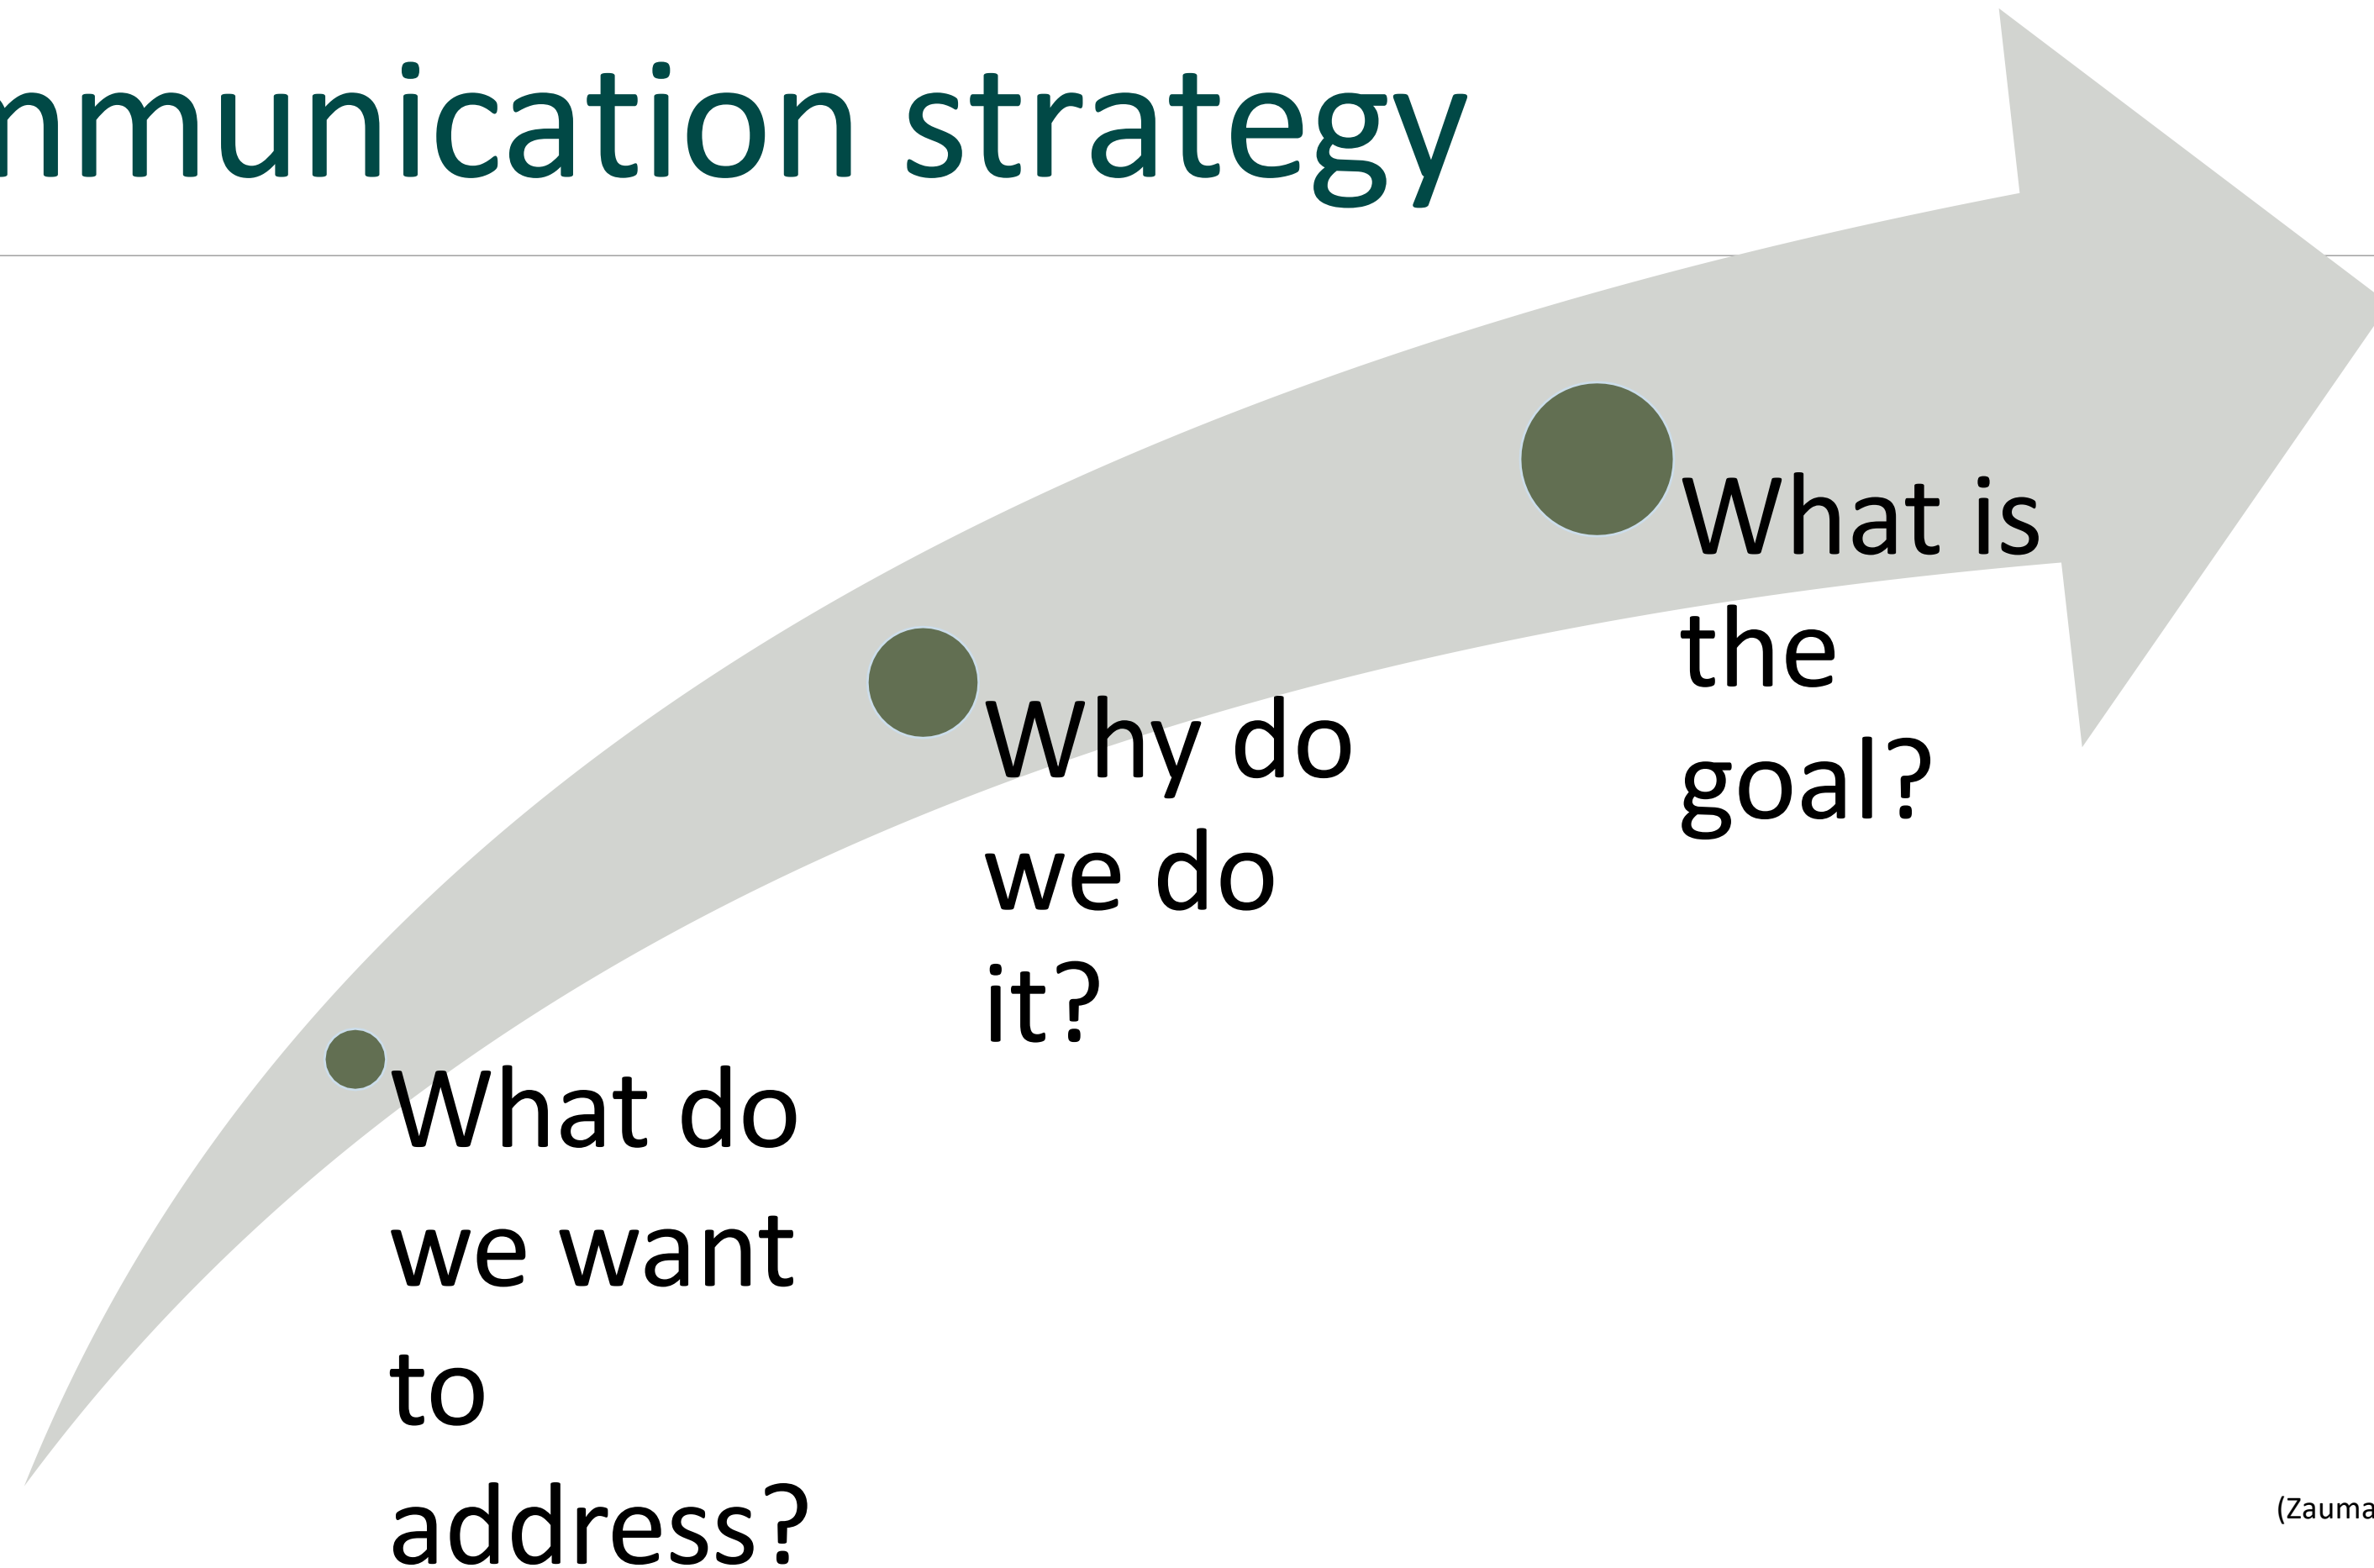 mmunication strategy
What do
we want
to
address?
Why do
we do
it?
What is
the
goal?
(Zauma